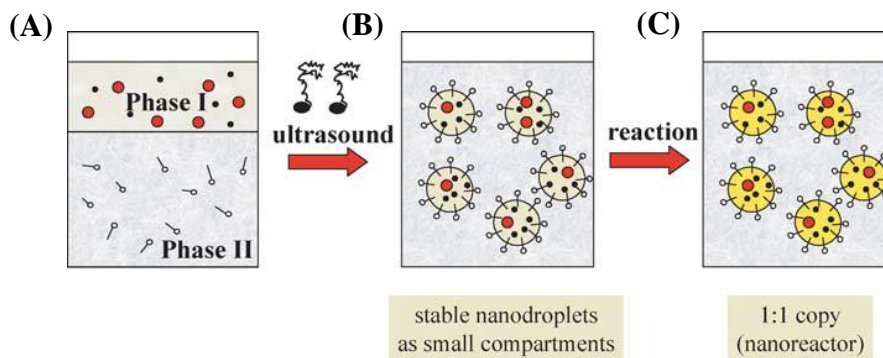 (A)
(B)
(C)
Phase I
Phase II
ultrasound
reaction
stable nanodroplets
as small compartments
1:1 copy
(nanoreactor)